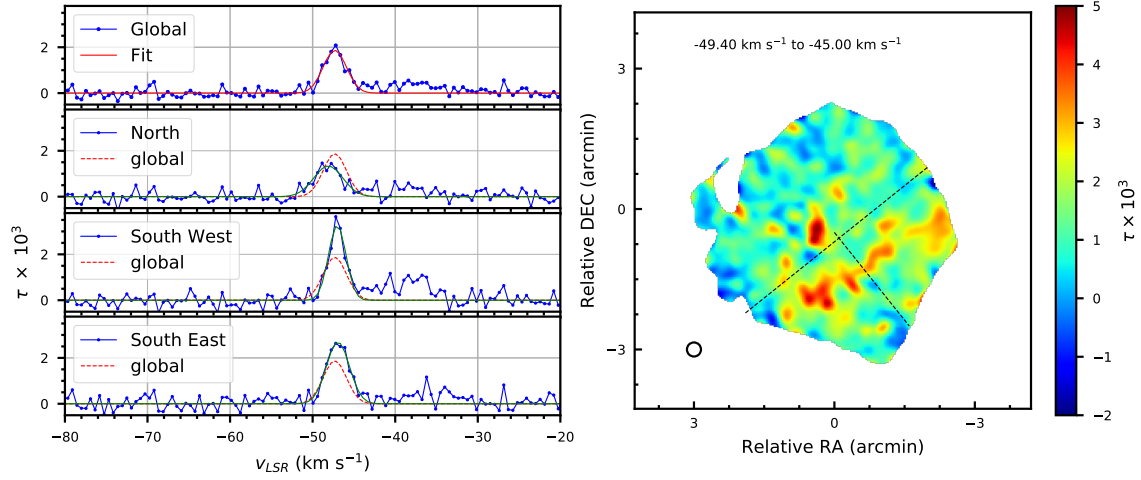 Global
Fit
2
0
North
global
2
0
South West
global
2
0
South East
global
2
0
−80
−70
−60
−50
−40
−30
−20
τ × 10³
v_LSR (km s⁻¹)
-49.40 km s⁻¹ to -45.00 km s⁻¹
3
0
−3
Relative DEC (arcmin)
3
0
−3
Relative RA (arcmin)
5
4
3
2
1
0
−1
−2
τ × 10³